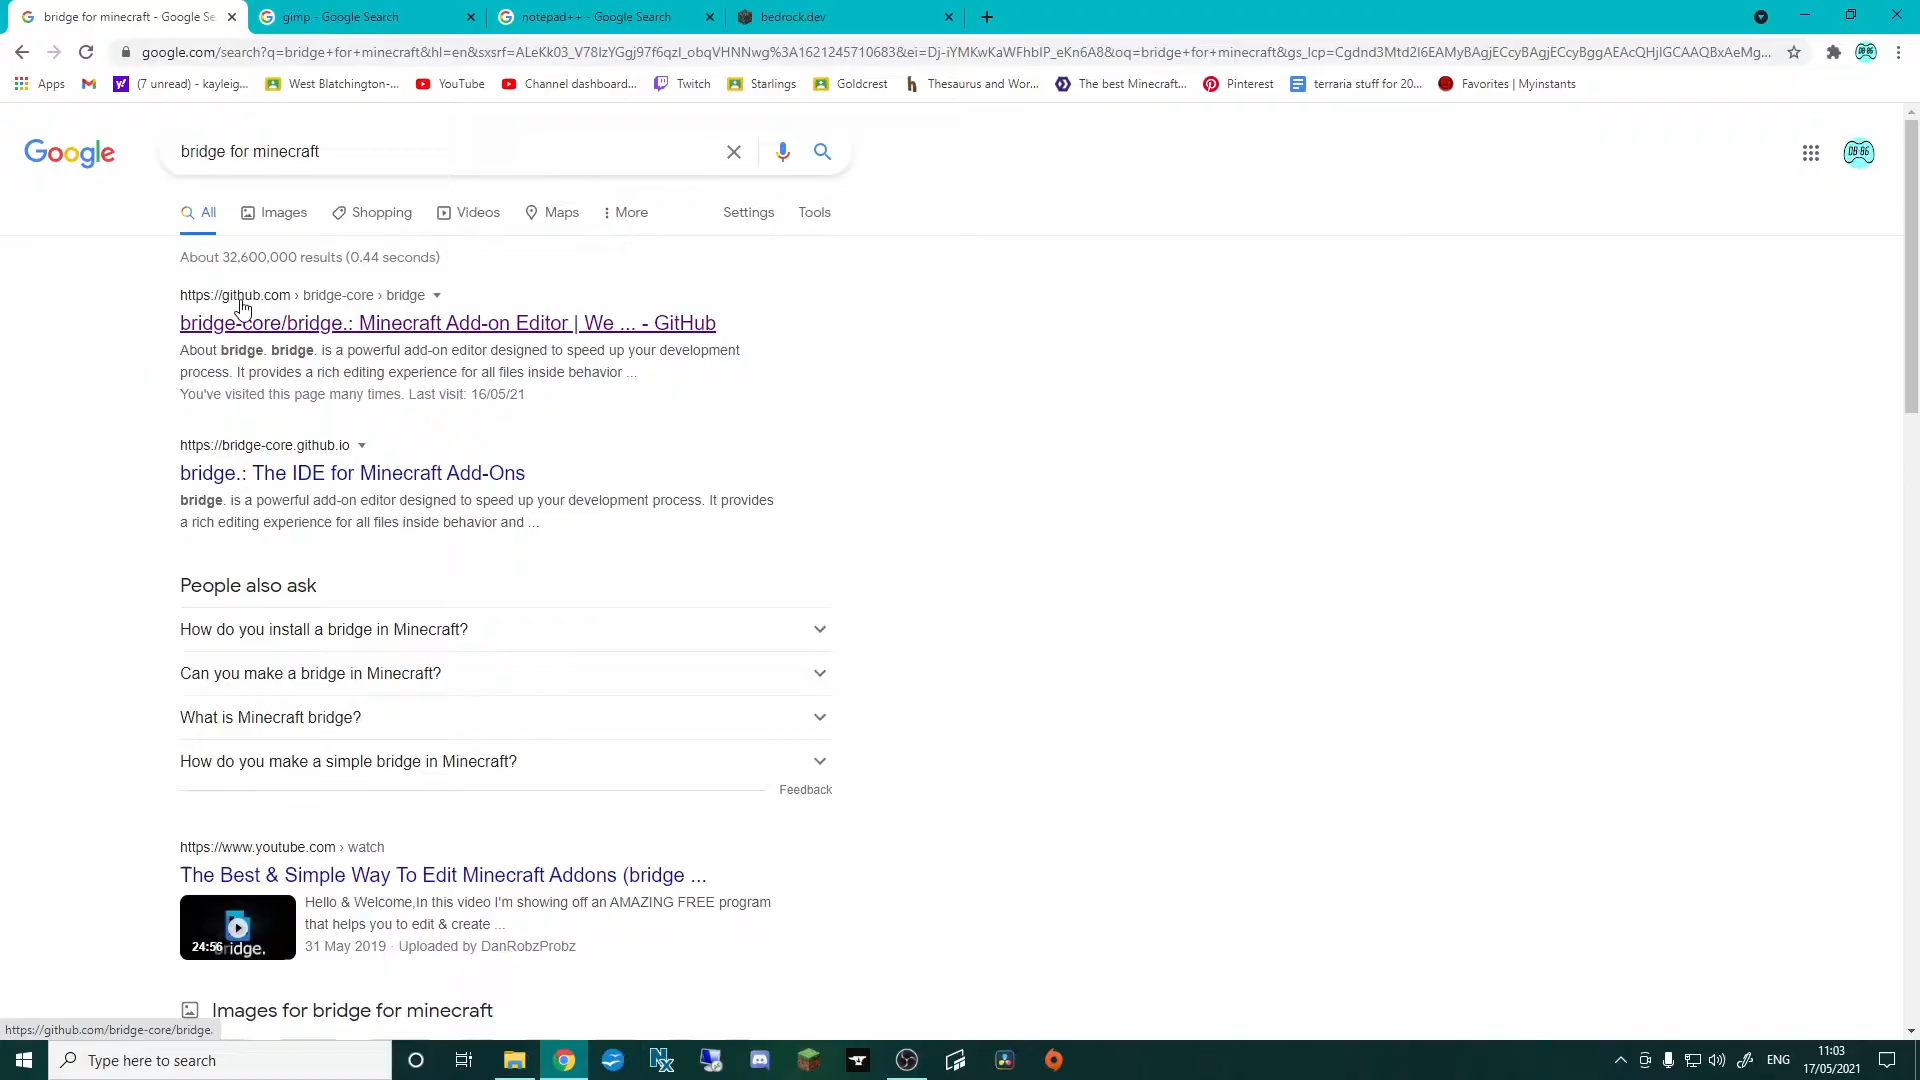 bridge for minecraft - Google Se
gimp - Google Search
notepad++ - Google Search
bedrock.dev
google.com/search?q=bridge+for+minecraft&hl=en&sxsrf=ALeKk03_V78IzYGgj97f6qzI_obqVHNNwg%3A1621245710683&ei=Dj-iYMKwKaWFhbIP_eKn6A8&oq=bridge+for+minecraft&gs_lcp=Cgdnd3Mtd2l6EAMyBAgjECcyBAgjECcyBggAEAcQHjIGCAAQBxAeMg...
Apps
(7 unread) - kayleig...
West Blatchington-...
YouTube
Channel dashboard...
Twitch
Starlings
Goldcrest
Thesaurus and Wor...
The best Minecraft...
Pinterest
terraria stuff for 20...
Favorites | Myinstants
Google
bridge for minecraft
DB 86
All
Images
Shopping
Videos
Maps
More
Settings
Tools
About 32,600,000 results (0.44 seconds)
https://github.com › bridge-core › bridge
bridge-core/bridge.: Minecraft Add-on Editor | We ... - GitHub
About bridge. bridge. is a powerful add-on editor designed to speed up your development
process. It provides a rich editing experience for all files inside behavior ...
You've visited this page many times. Last visit: 16/05/21
https://bridge-core.github.io
bridge.: The IDE for Minecraft Add-Ons
bridge. is a powerful add-on editor designed to speed up your development process. It provides
a rich editing experience for all files inside behavior and ...
People also ask
How do you install a bridge in Minecraft?
Can you make a bridge in Minecraft?
What is Minecraft bridge?
How do you make a simple bridge in Minecraft?
Feedback
https://www.youtube.com › watch
The Best & Simple Way To Edit Minecraft Addons (bridge ...
Hello & Welcome,In this video I'm showing off an AMAZING FREE program
that helps you to edit & create ...
24:56
bridge.
31 May 2019 · Uploaded by DanRobzProbz
Images for bridge for minecraft
https://github.com/bridge-core/bridge.
Type here to search
ENG
11:03
17/05/2021